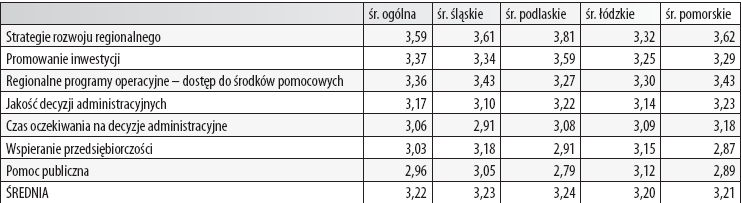 śr. ogólna śr. śląskie śr. podlaskie śr. łódzkie śr. pomorskie
Strategie rozwoju regionalnego 3,59 3,61 3,81 3,32 3,62
Promowanie inwestycji 3,37 3,34 3,59 3,25 3,29
Regionalne programy operacyjne – dostęp do środków pomocowych 3,36 3,43 3,27 3,30 3,43
Jakość decyzji administracyjnych 3,17 3,10 3,22 3,14 3,23
Czas oczekiwania na decyzje administracyjne 3,06 2,91 3,08 3,09 3,18
Wspieranie przedsiębiorczości 3,03 3,18 2,91 3,15 2,87
Pomoc publiczna 2,96 3,05 2,79 3,12 2,89
ŚREDNIA 3,22 3,23 3,24 3,20 3,21